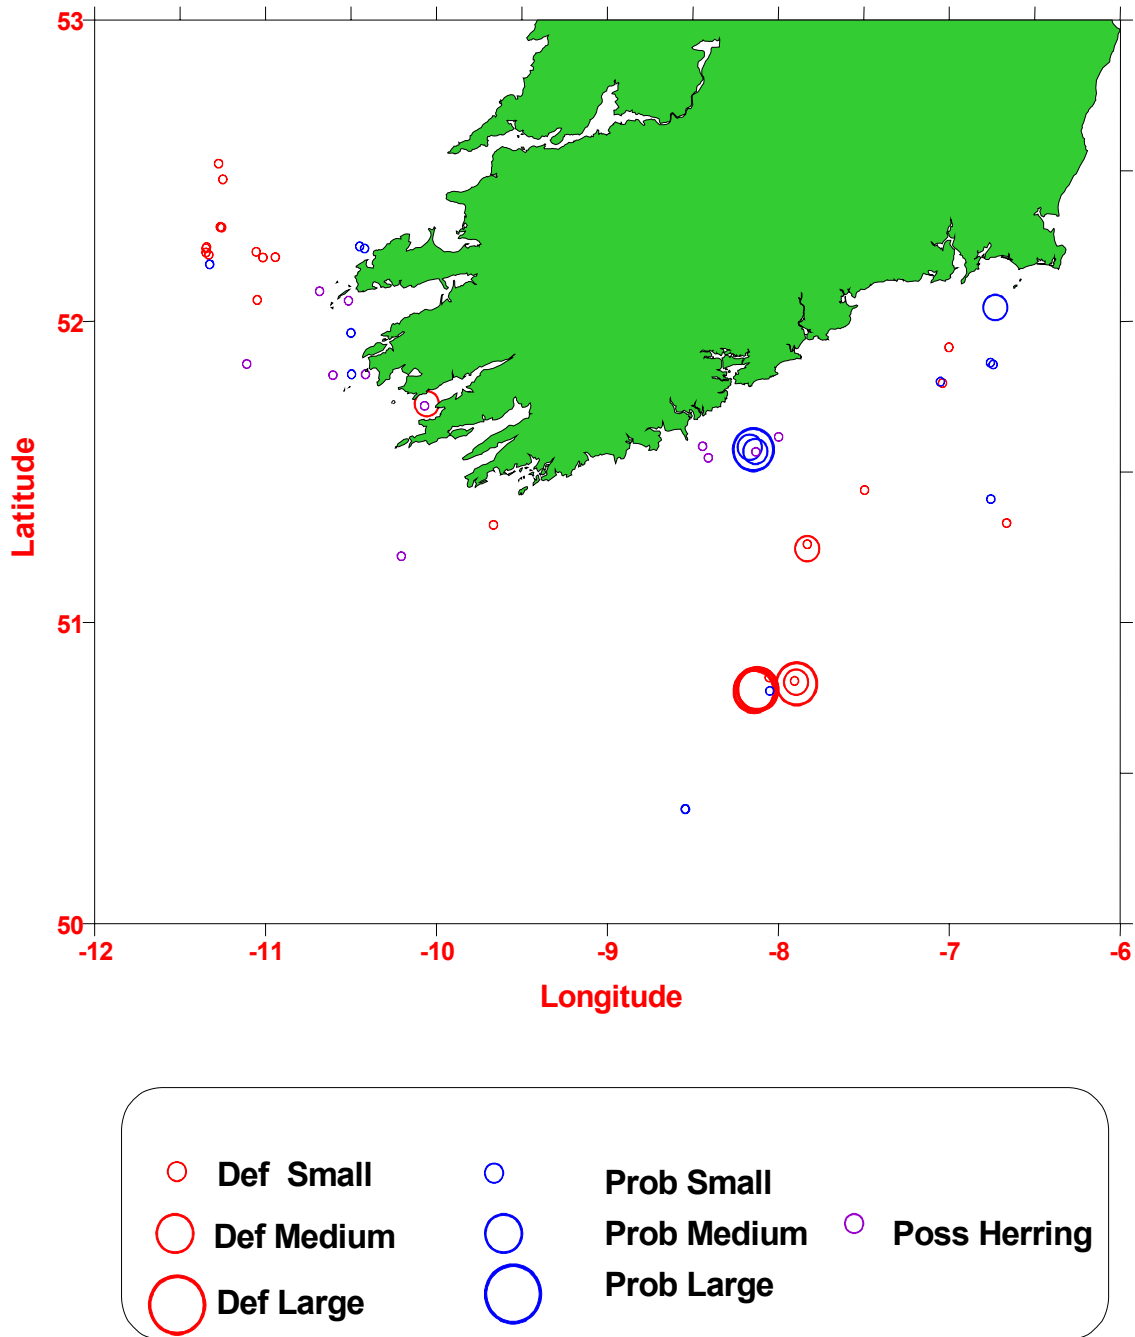 53
52
51
50
Latitude
-12 -11 -10 -9 -8 -7 -6
Longitude
Def Small
Prob Small
Def Medium
Prob Medium
Poss Herring
Def Large
Prob Large